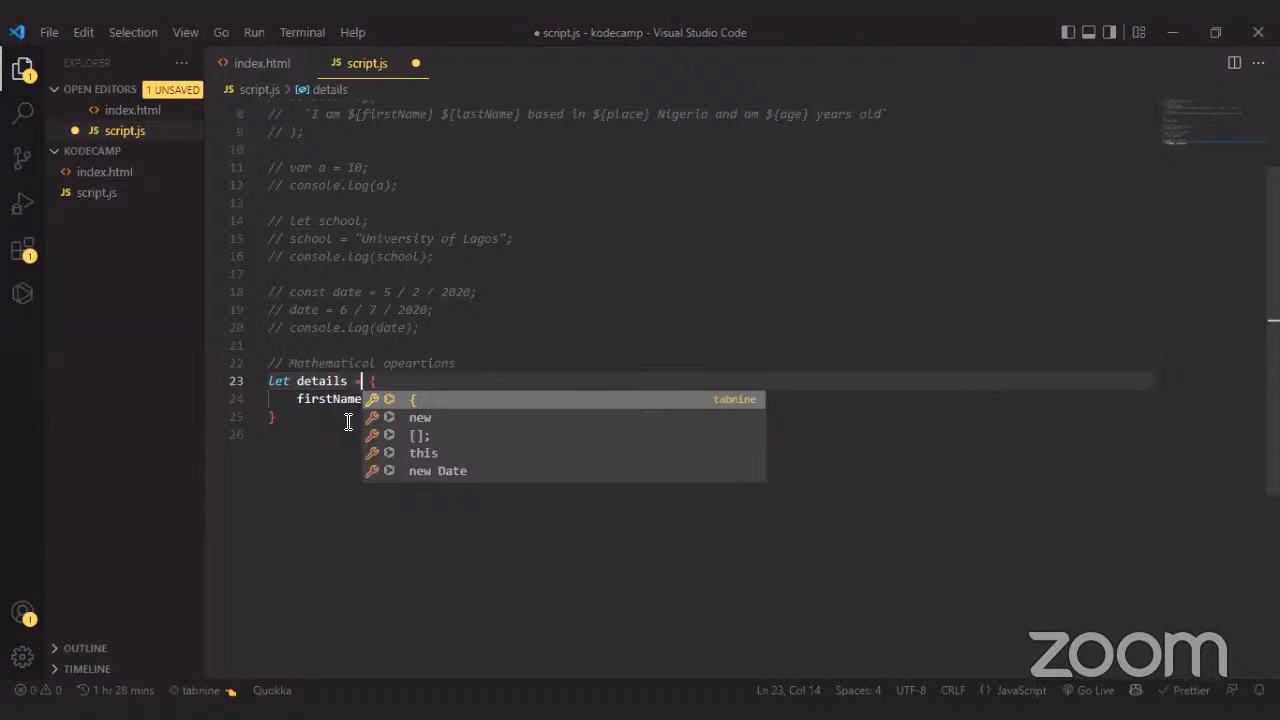 File Edit Selection View Go Run Terminal Help
● script.js - kodecamp - Visual Studio Code
EXPLORER
OPEN EDITORS 1 UNSAVED
index.html
script.js
KODECAMP
index.html
script.js
OUTLINE
TIMELINE
index.html
JS script.js
JS script.js > details
8 //   `I am ${firstName} ${lastName} based in ${place} Nigeria and am ${age} years old`
9 // );
10
11 // var a = 10;
12 // console.log(a);
13
14 // let school;
15 // school = "University of Lagos";
16 // console.log(school);
17
18 // const date = 5 / 2 / 2020;
19 // date = 6 / 7 / 2020;
20 // console.log(date);
21
22 // Mathematical opeartions
23 let details = {
24 firstName
25 }
26
{ tabnine
new
[];
this
new Date
zoom
0 0 1 hr 28 mins tabnine Quokka
Ln 23, Col 14 Spaces: 4 UTF-8 CRLF JavaScript Go Live Prettier